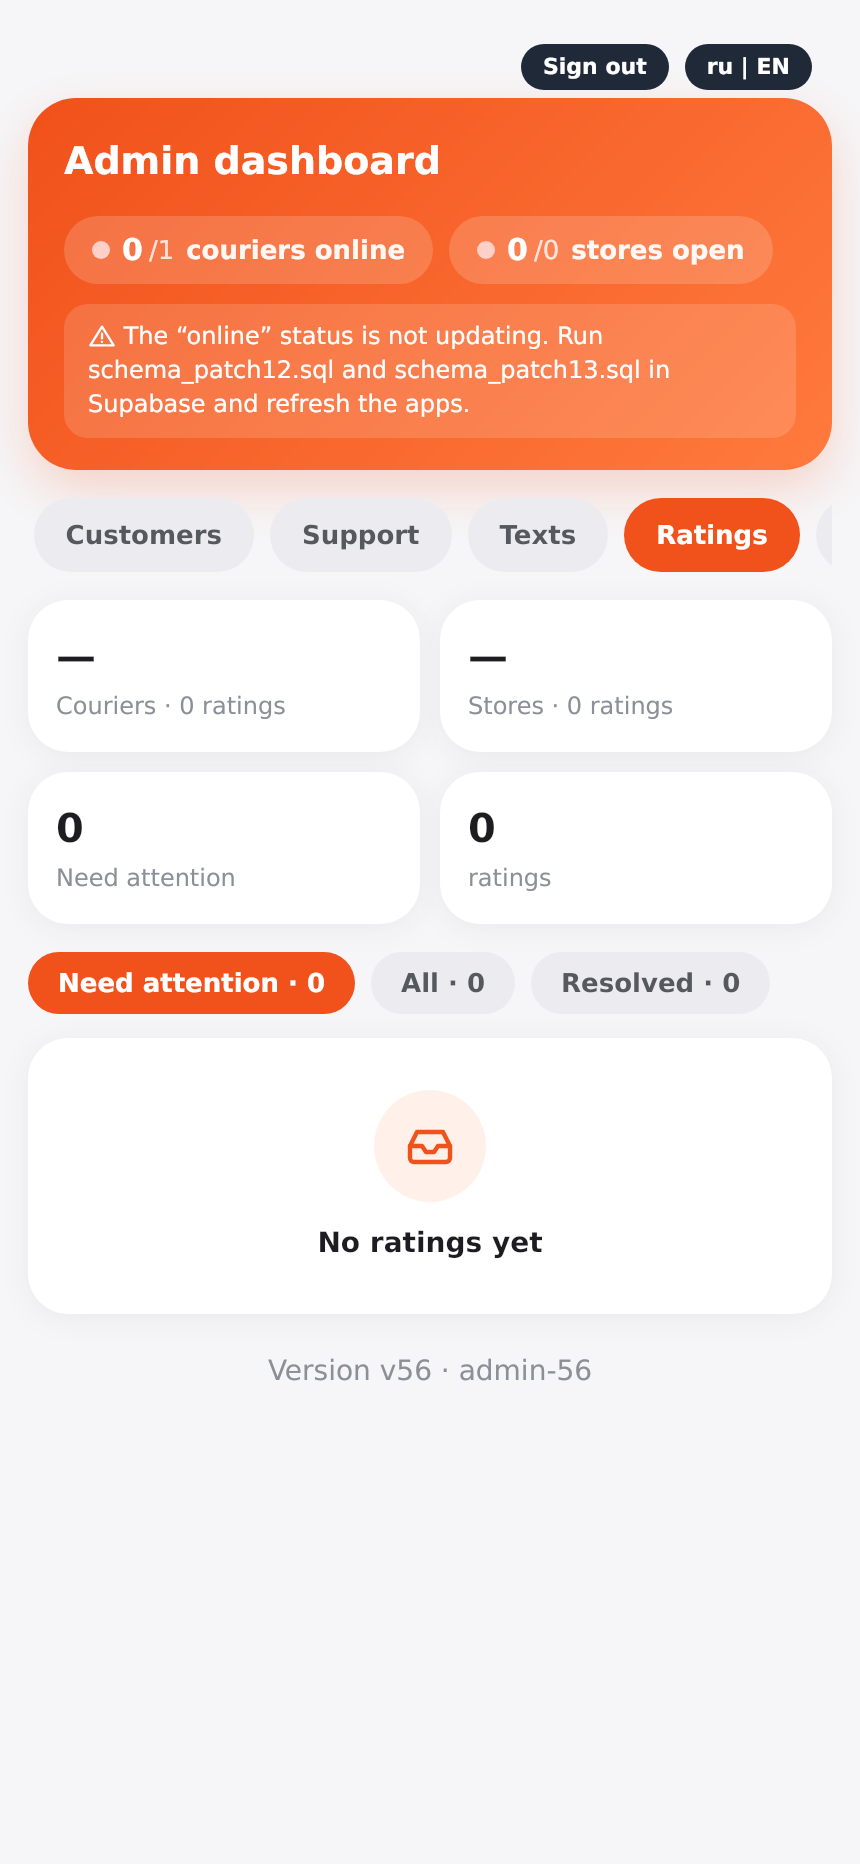 Sign out
ru | EN
Admin dashboard
0 /1 couriers online
0 /0 stores open
⚠ The “online” status is not updating. Run
schema_patch12.sql and schema_patch13.sql in
Supabase and refresh the apps.
Customers
Support
Texts
Ratings
—
Couriers · 0 ratings
—
Stores · 0 ratings
0
Need attention
0
ratings
Need attention · 0
All · 0
Resolved · 0
No ratings yet
Version v56 · admin-56